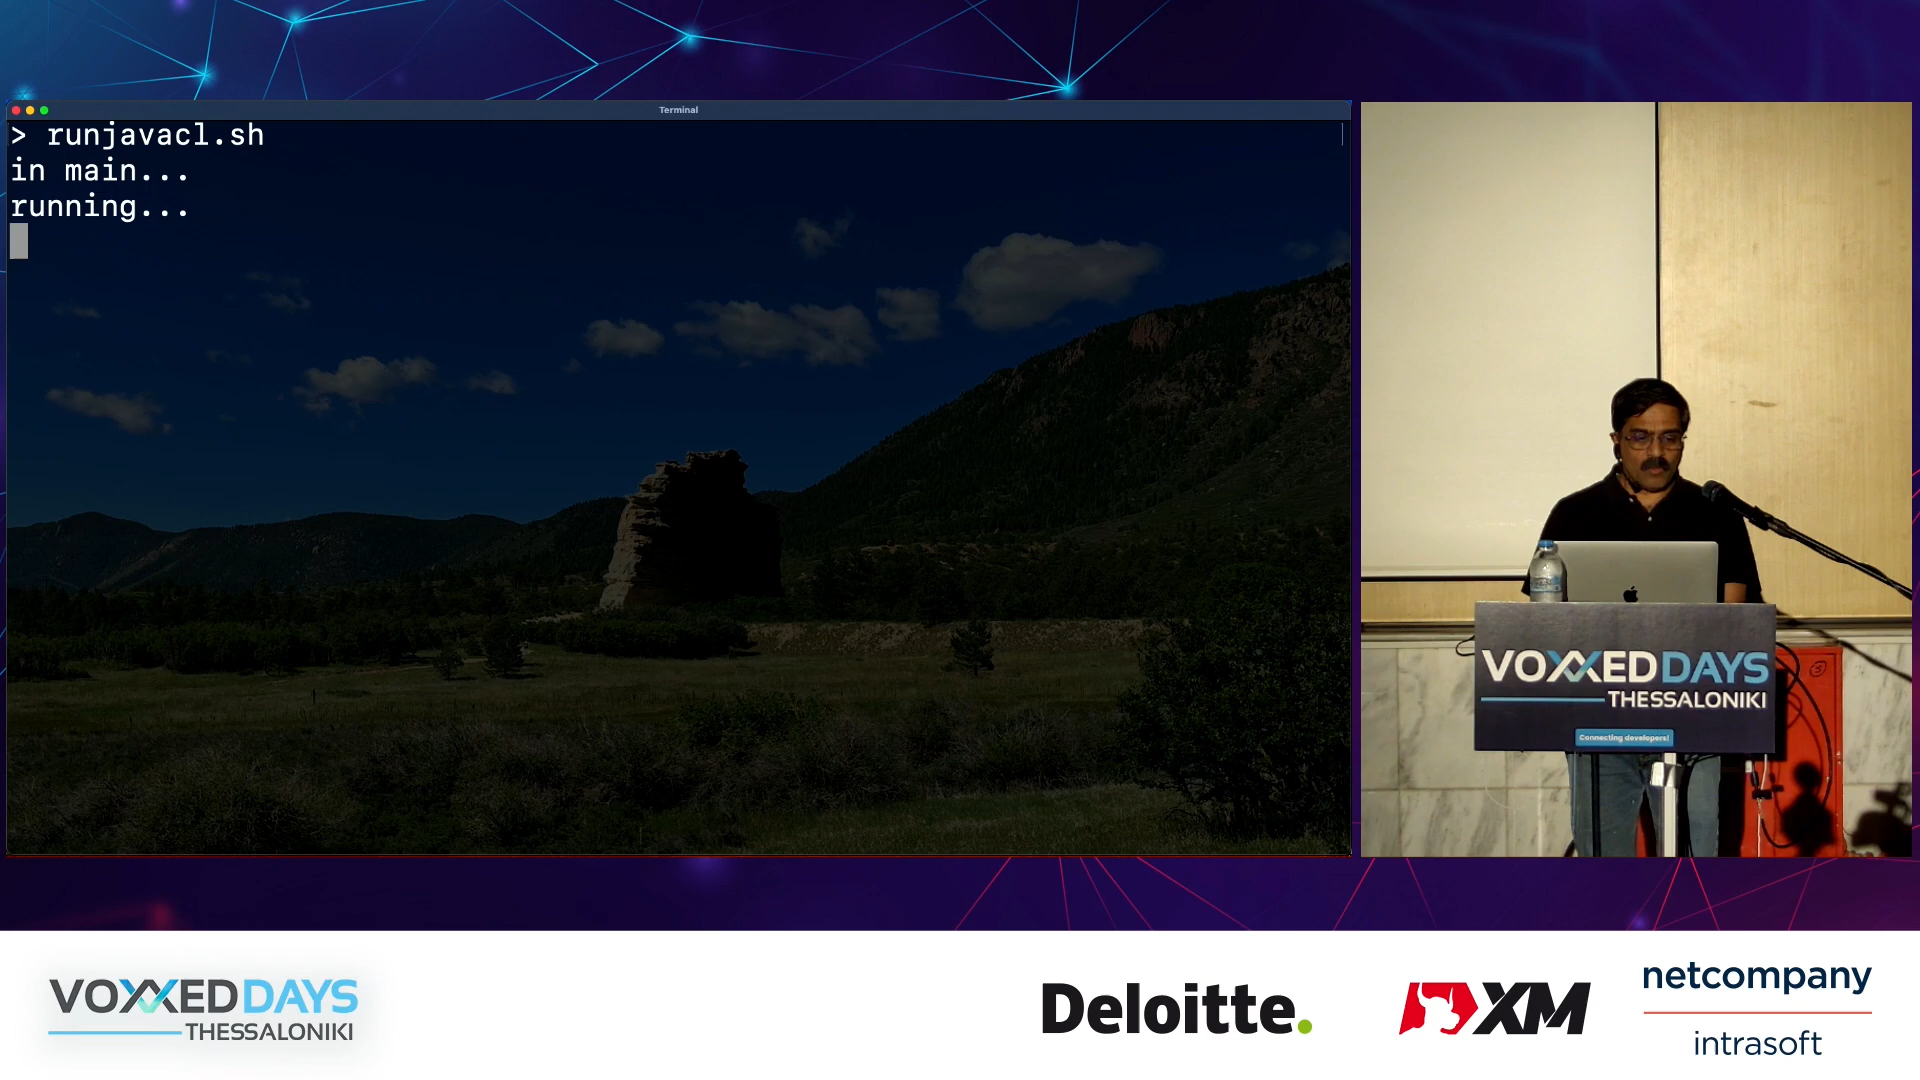 Terminal
> runjavacl.sh
in main...
running...
VOXXED DAYS
THESSALONIKI
Connecting developers!
VOXXED DAYS
THESSALONIKI
Deloitte.
XM
netcompany
intrasoft